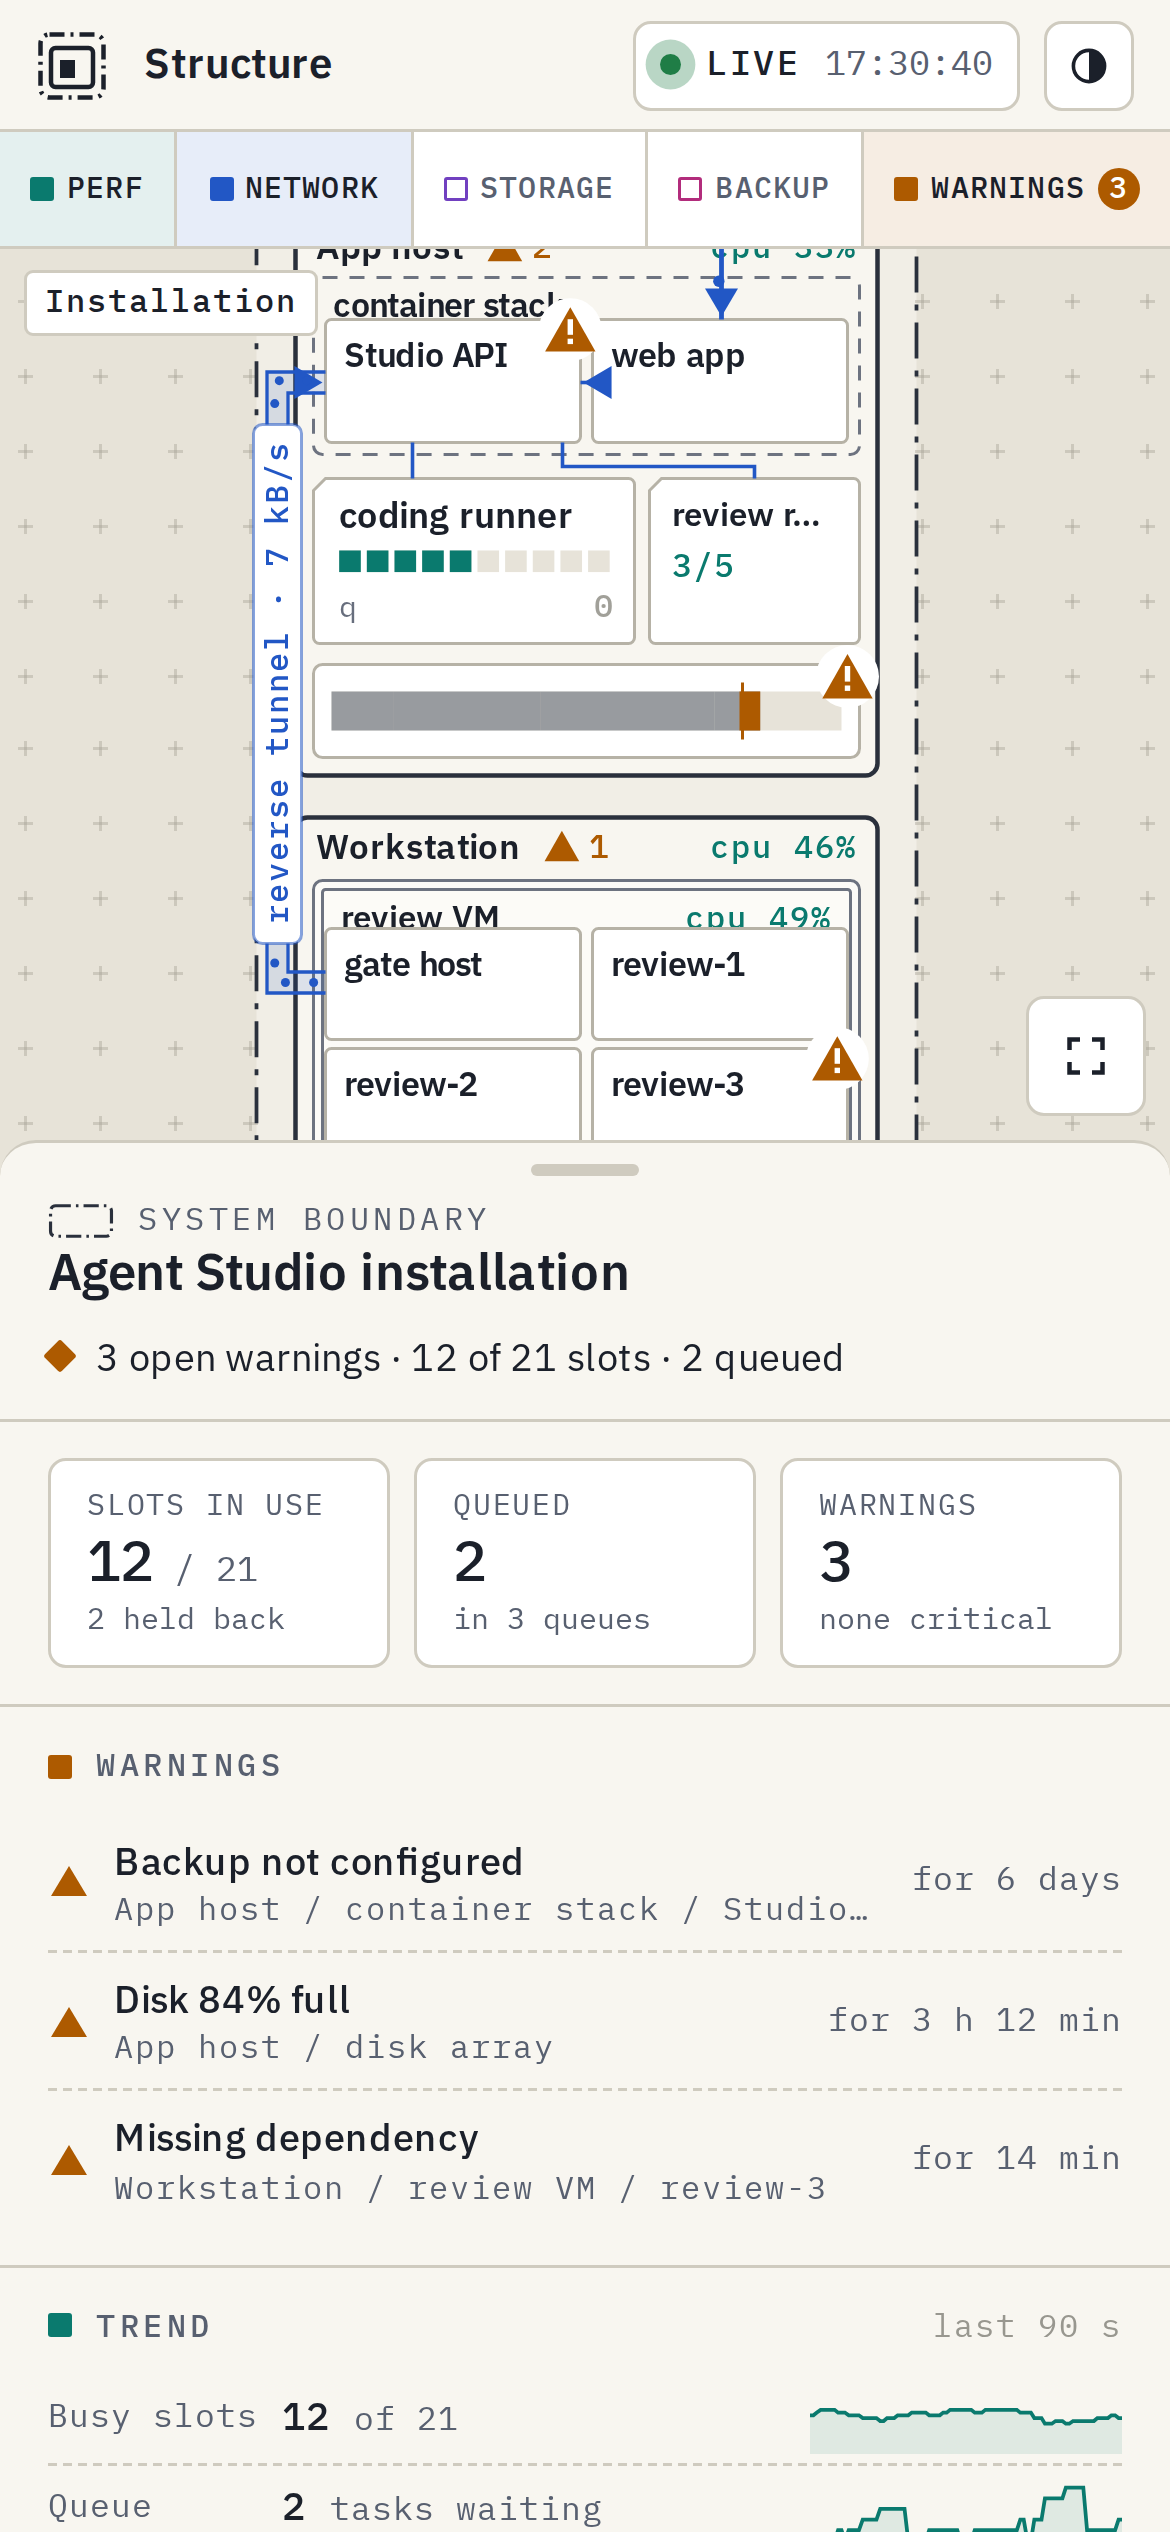 Structure
LIVE 17:30:40
PERF
NETWORK
STORAGE
BACKUP
WARNINGS 3
App host 2 cpu 53%
Installation
container stack
Studio API
web app
coding runner
q 0
review r...
3/5
reverse tunnel · 7 kB/s
Workstation 1 cpu 46%
review VM cpu 49%
gate host
review-1
review-2
review-3
SYSTEM BOUNDARY
Agent Studio installation
3 open warnings · 12 of 21 slots · 2 queued
SLOTS IN USE
12 / 21
2 held back
QUEUED
2
in 3 queues
WARNINGS
3
none critical
WARNINGS
Backup not configured
App host / container stack / Studio…
for 6 days
Disk 84% full
App host / disk array
for 3 h 12 min
Missing dependency
Workstation / review VM / review-3
for 14 min
TREND
last 90 s
Busy slots 12 of 21
Queue 2 tasks waiting